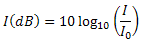 I(dB) = 10 log₁₀(I/I₀)